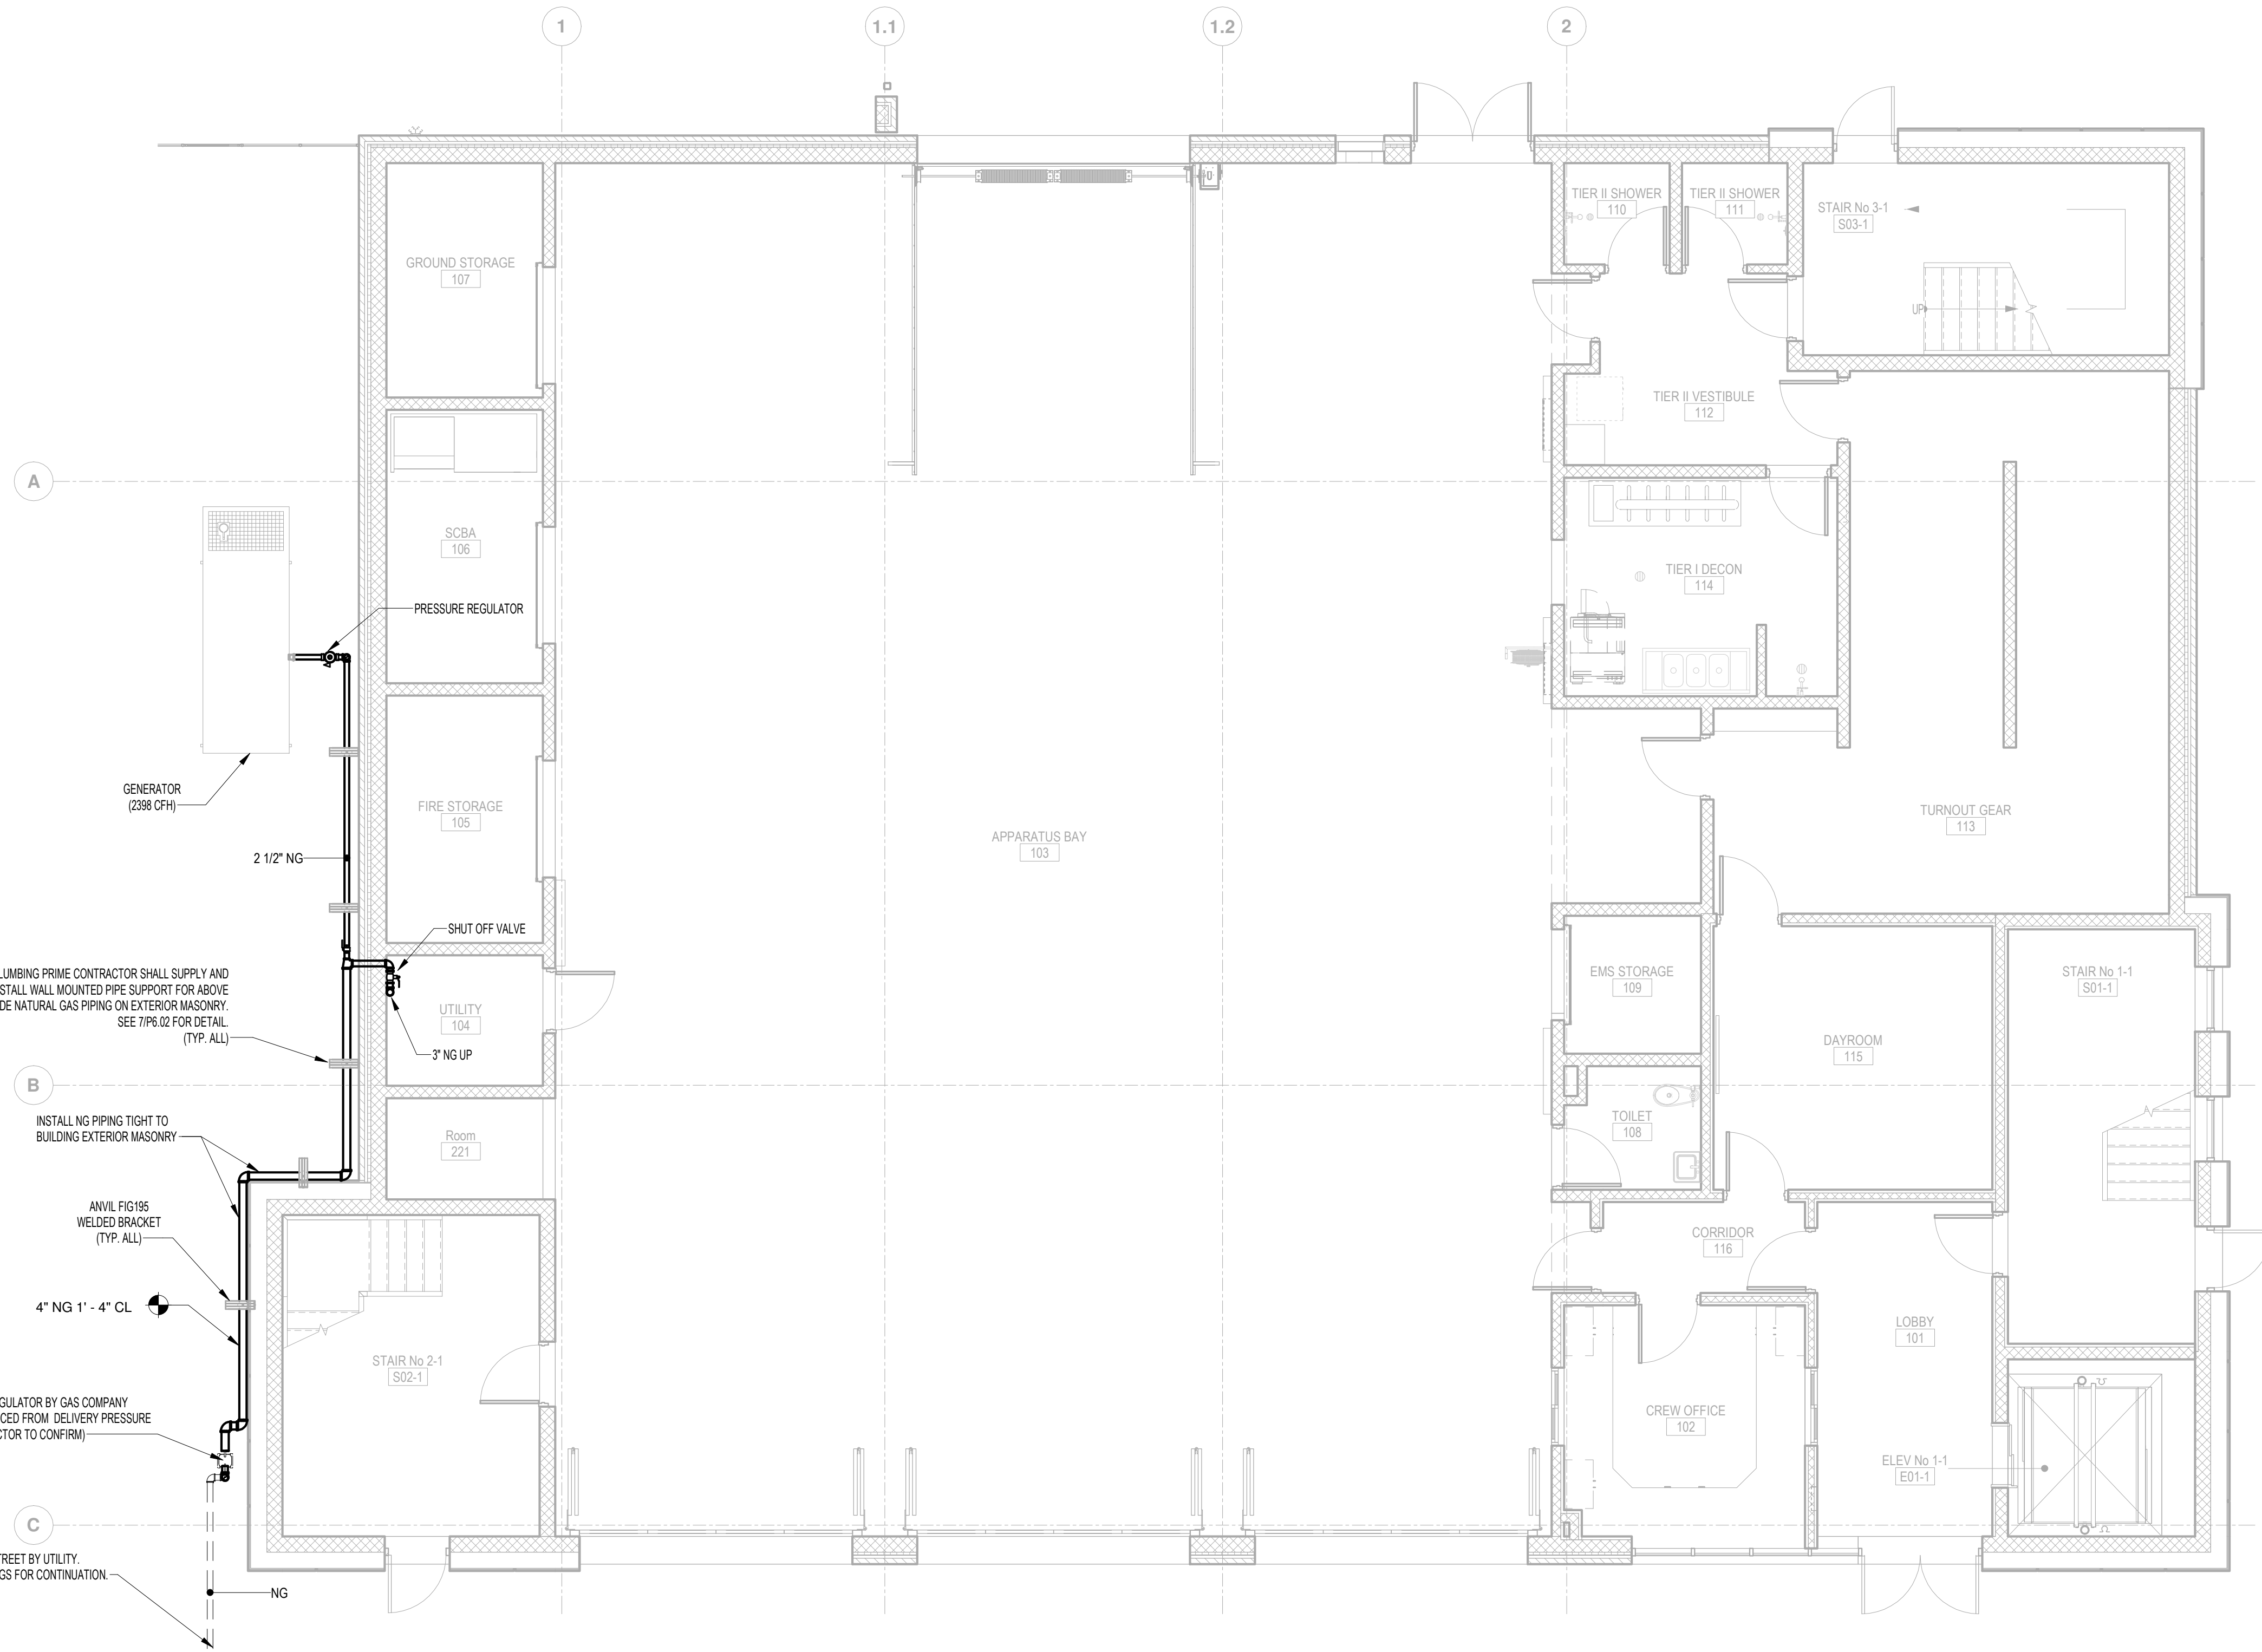 1
1.1
1.2
2
TIER II SHOWER
110
TIER II SHOWER
111
STAIR No 3-1
S03-1
GROUND STORAGE
107
UP
TIER II VESTIBULE
112
A
SCBA
106
TIER I DECON
114
PRESSURE REGULATOR
GENERATOR
(2398 CFH)
FIRE STORAGE
105
APPARATUS BAY
103
TURNOUT GEAR
113
2 1/2" NG
SHUT OFF VALVE
LUMBING PRIME CONTRACTOR SHALL SUPPLY AND
STALL WALL MOUNTED PIPE SUPPORT FOR ABOVE
DE NATURAL GAS PIPING ON EXTERIOR MASONRY.
SEE 7/P6.02 FOR DETAIL.
(TYP. ALL)
UTILITY
104
3" NG UP
EMS STORAGE
109
STAIR No 1-1
S01-1
DAYROOM
115
B
INSTALL NG PIPING TIGHT TO
BUILDING EXTERIOR MASONRY
Room
221
TOILET
108
ANVIL FIG195
WELDED BRACKET
(TYP. ALL)
CORRIDOR
116
4" NG 1' - 4" CL
LOBBY
101
STAIR No 2-1
S02-1
GULATOR BY GAS COMPANY
CED FROM DELIVERY PRESSURE
CTOR TO CONFIRM)
CREW OFFICE
102
ELEV No 1-1
E01-1
C
TREET BY UTILITY.
GS FOR CONTINUATION.
NG